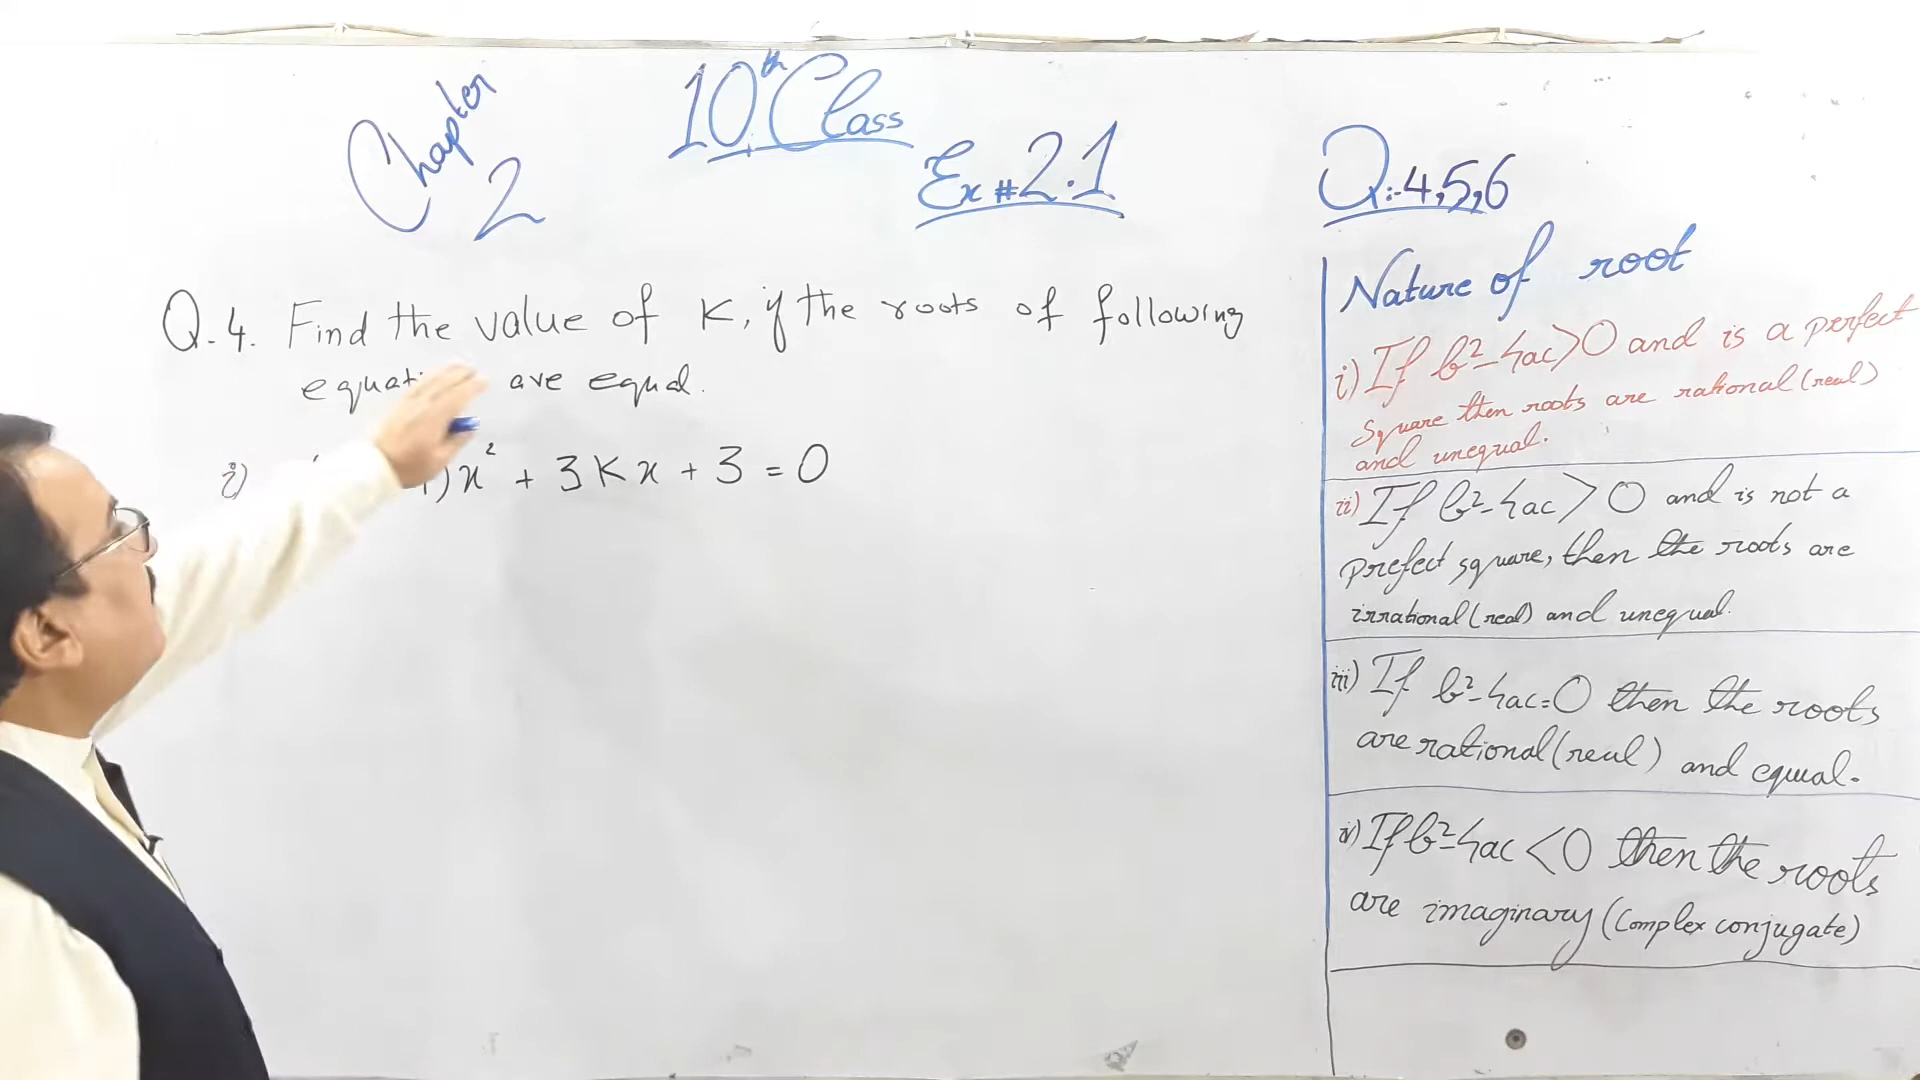 Chapter
2
10th Class
Ex # 2.1
Q:-4,5,6
Q.4. Find the value of K, if the roots of following
are equal.
i) )x² + 3Kx + 3 = 0
Nature of root
i) If b²-4ac>0 and is a perfect
Square then roots are rational (real)
and unequal.
ii) If b²-4ac > 0 and is not a
prefect square, then the roots are
irrational (real) and unequal.
iii) If b²-4ac=0 then the roots
are rational (real) and equal.
iv) If b²-4ac <0 then the roots
are imaginary (Complex conjugate)